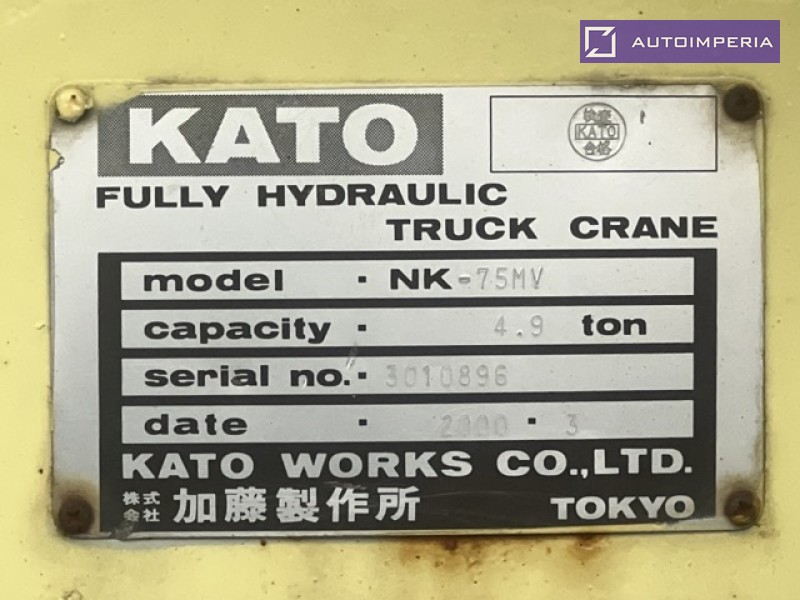 AUTOIMPERIA
KATO
検査
KATO
合格
FULLY HYDRAULIC
TRUCK CRANE
model · NK-75MV
capacity · 4.9 ton
serial no. · 3010896
date · 2000 · 3
KATO WORKS CO.,LTD.
株式会社 加藤製作所 TOKYO